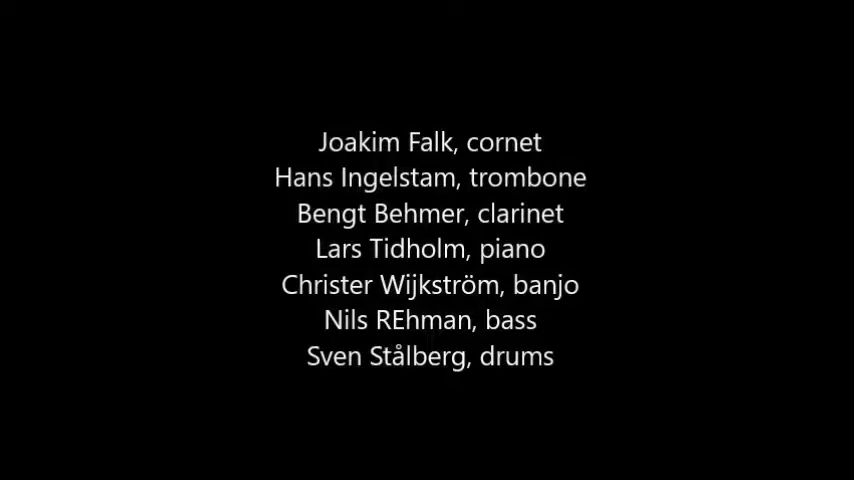 Joakim Falk, cornet
Hans Ingelstam, trombone
Bengt Behmer, clarinet
Lars Tidholm, piano
Christer Wijkström, banjo
Nils REhman, bass
Sven Stålberg, drums